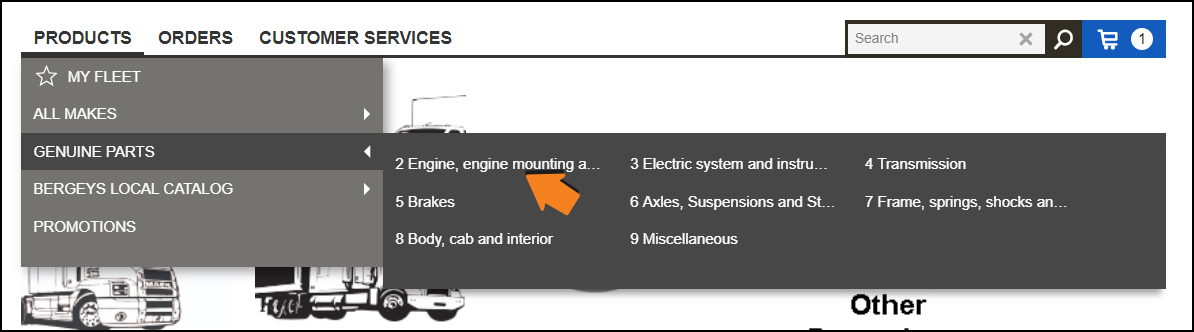 PRODUCTS ORDERS CUSTOMER SERVICES Search 1
MY FLEET
ALL MAKES
GENUINE PARTS
BERGEYS LOCAL CATALOG
PROMOTIONS
2 Engine, engine mounting a... 3 Electric system and instru... 4 Transmission
5 Brakes 6 Axles, Suspensions and St... 7 Frame, springs, shocks an...
8 Body, cab and interior 9 Miscellaneous
MACK
Other